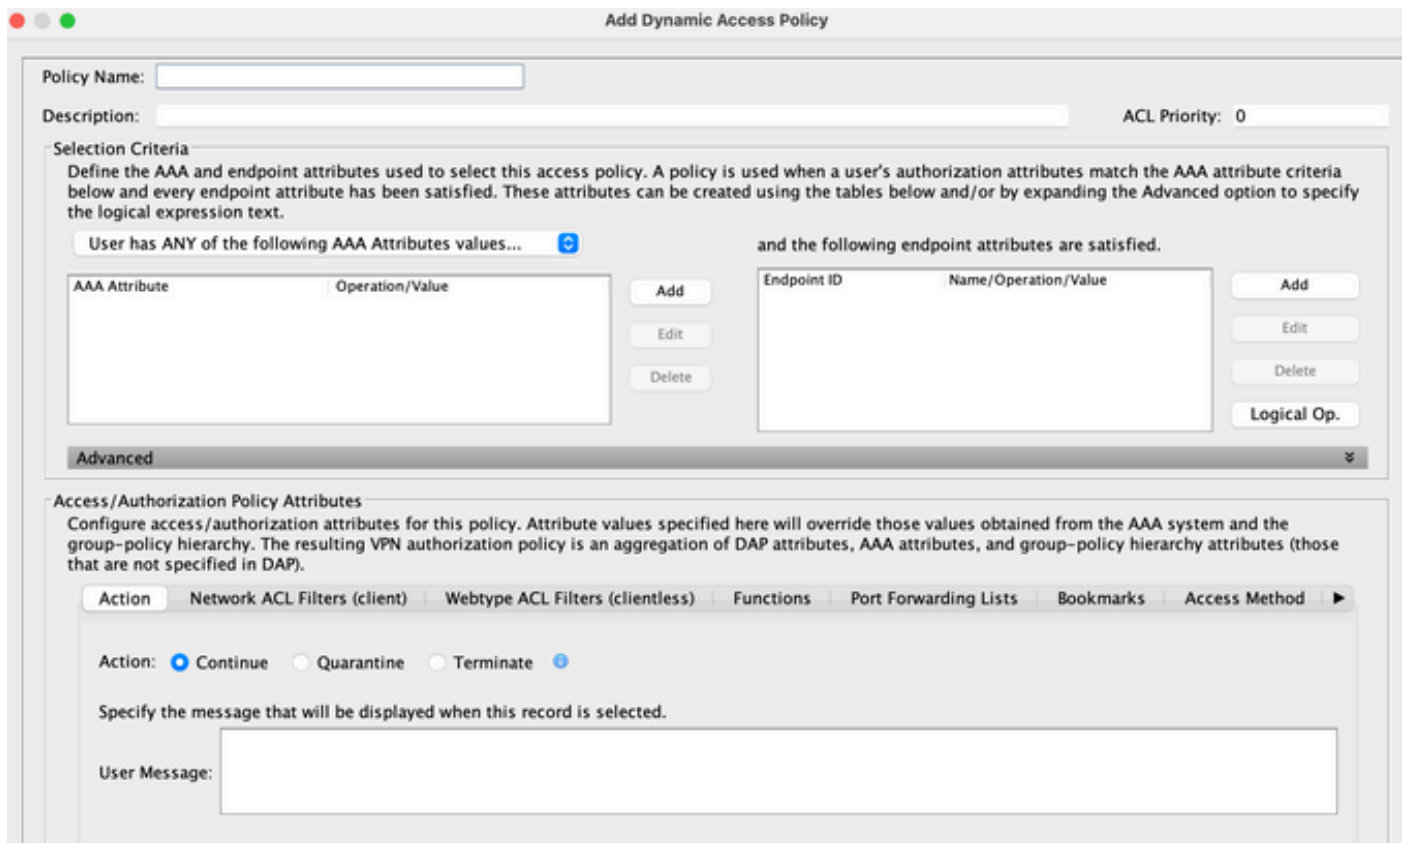 Add Dynamic Access Policy
Policy Name:
Description:
ACL Priority: 0
Selection Criteria
Define the AAA and endpoint attributes used to select this access policy. A policy is used when a user's authorization attributes match the AAA attribute criteria
below and every endpoint attribute has been satisfied. These attributes can be created using the tables below and/or by expanding the Advanced option to specify
the logical expression text.
User has ANY of the following AAA Attributes values...
and the following endpoint attributes are satisfied.
AAA Attribute Operation/Value
Add
Edit
Delete
Endpoint ID Name/Operation/Value
Add
Edit
Delete
Logical Op.
Advanced
Access/Authorization Policy Attributes
Configure access/authorization attributes for this policy. Attribute values specified here will override those values obtained from the AAA system and the
group-policy hierarchy. The resulting VPN authorization policy is an aggregation of DAP attributes, AAA attributes, and group-policy hierarchy attributes (those
that are not specified in DAP).
Action Network ACL Filters (client) Webtype ACL Filters (clientless) Functions Port Forwarding Lists Bookmarks Access Method
Action: Continue Quarantine Terminate
Specify the message that will be displayed when this record is selected.
User Message: